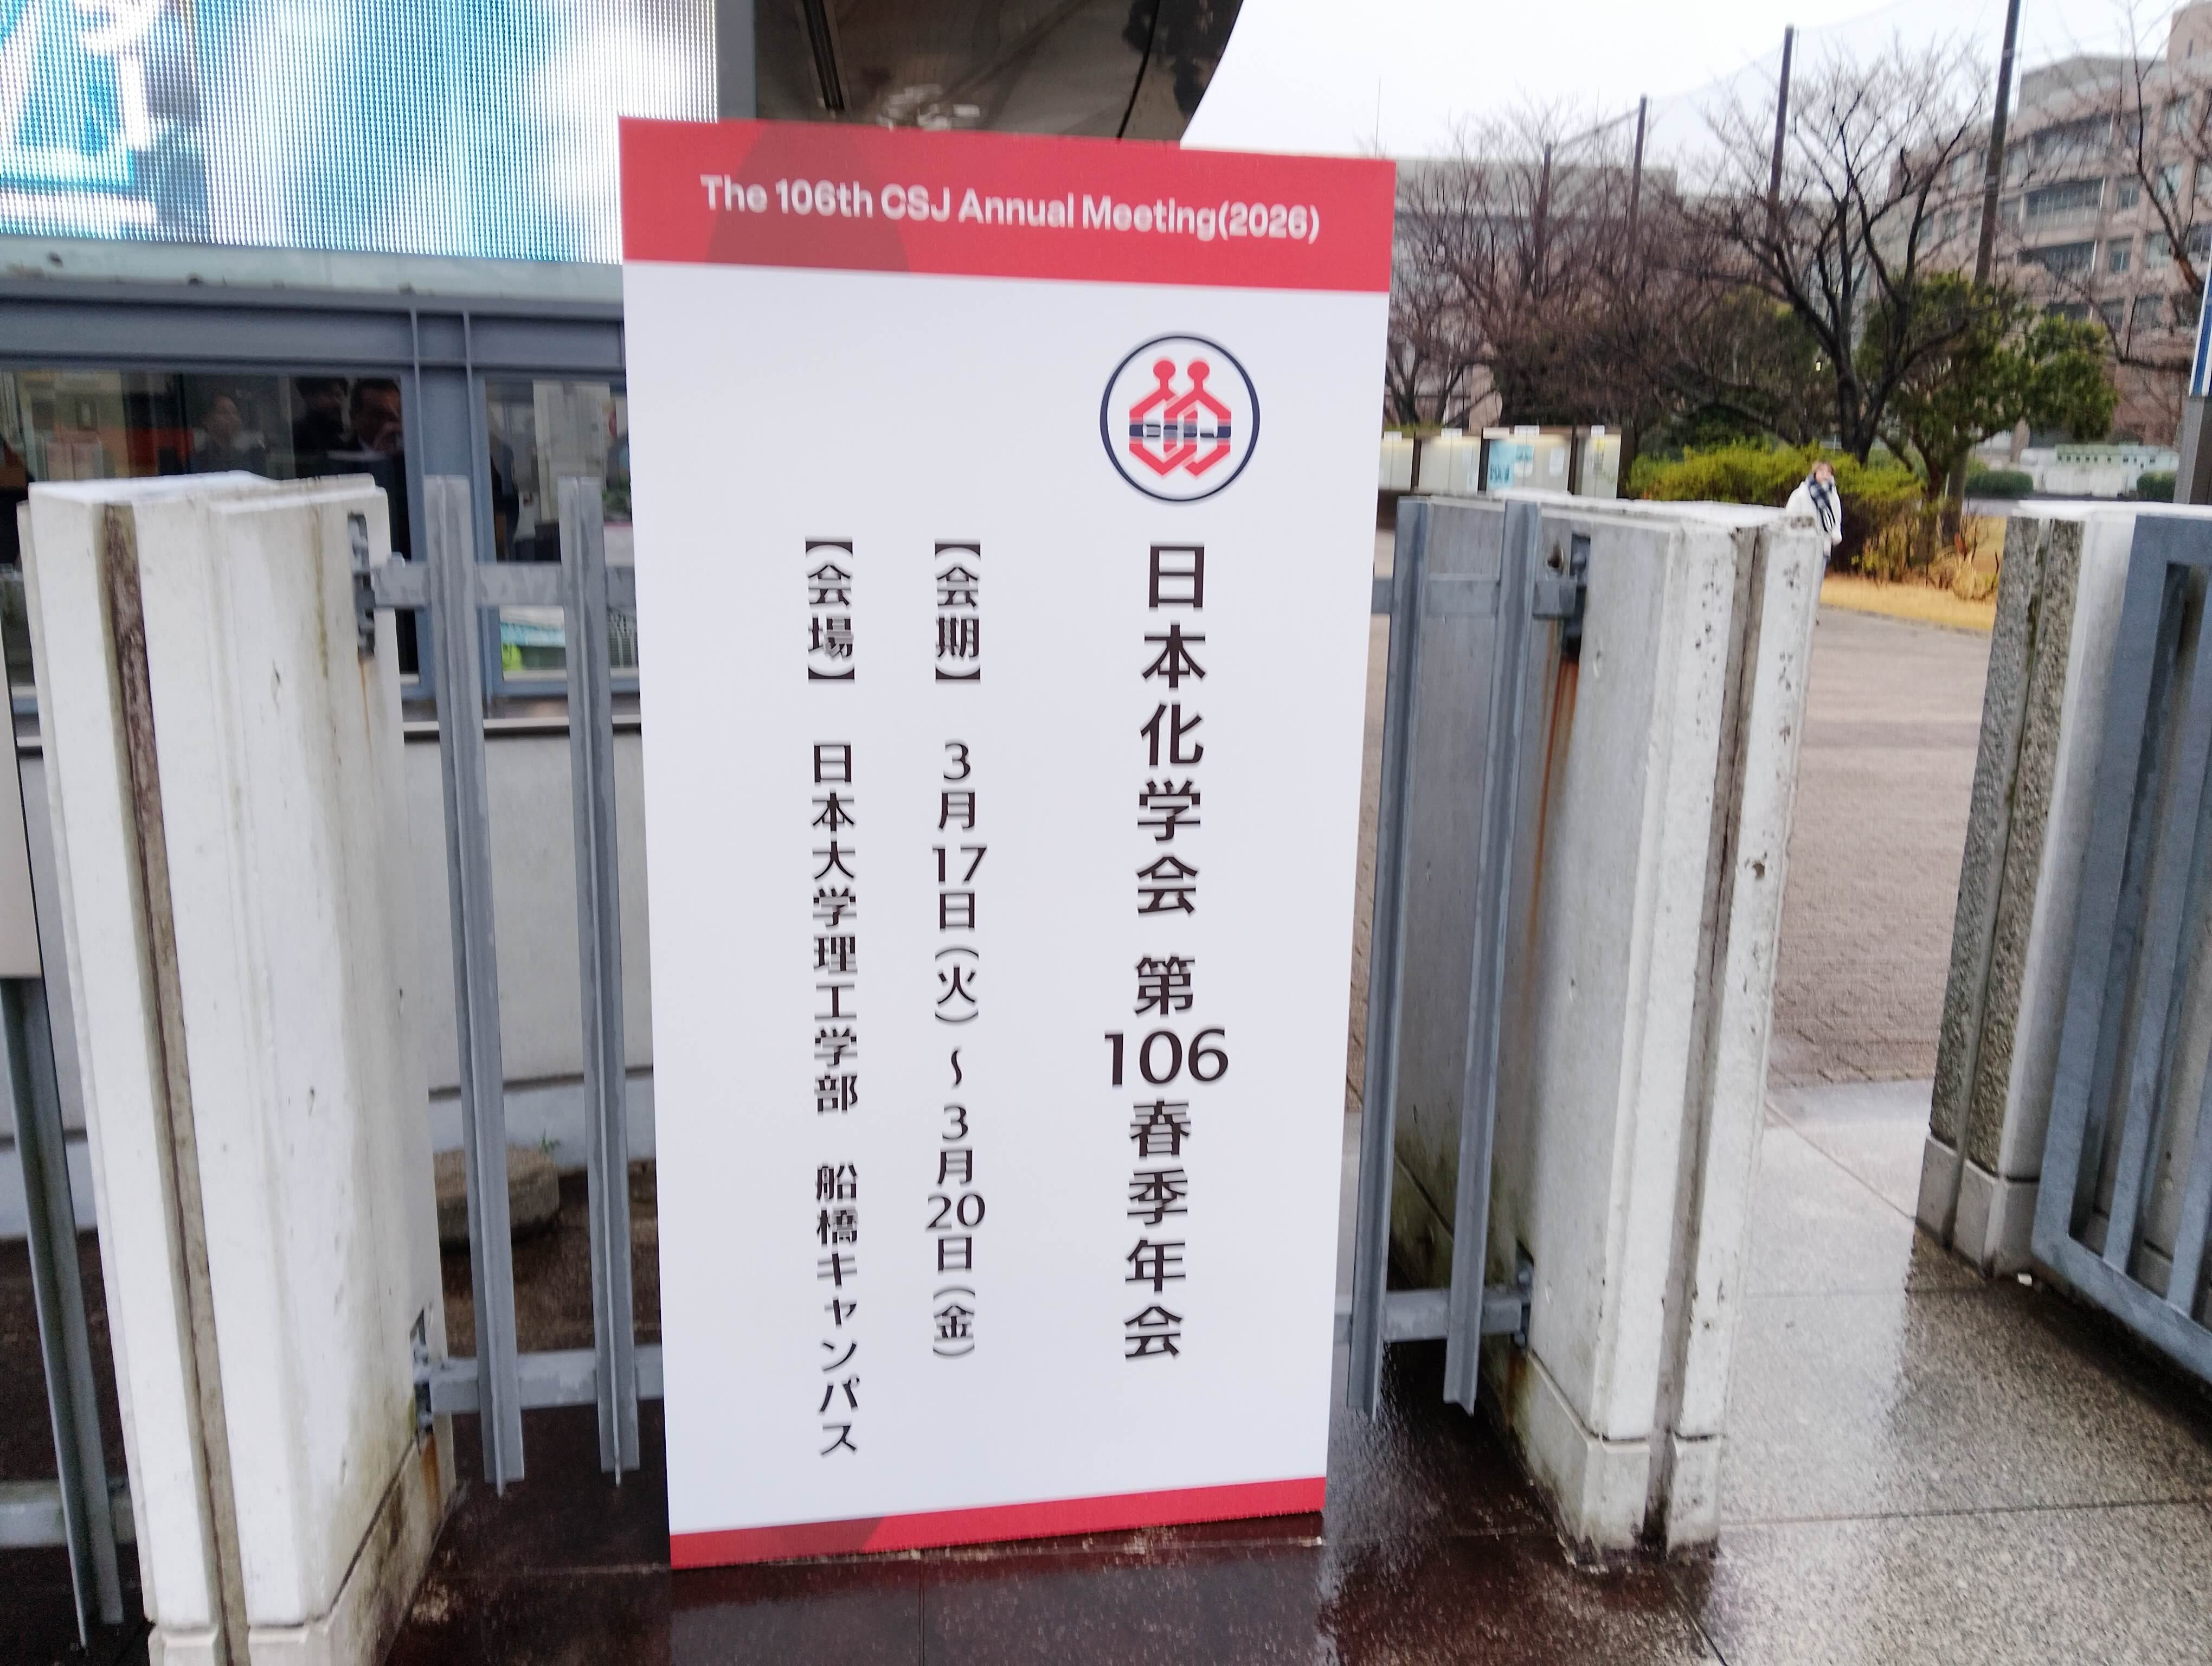 The 106th CSJ Annual Meeting(2026)
CSJ
日本化学会 第106春季年会
【会期】 3月17日(火)～3月20日(金)
【会場】 日本大学理工学部 船橋キャンパス